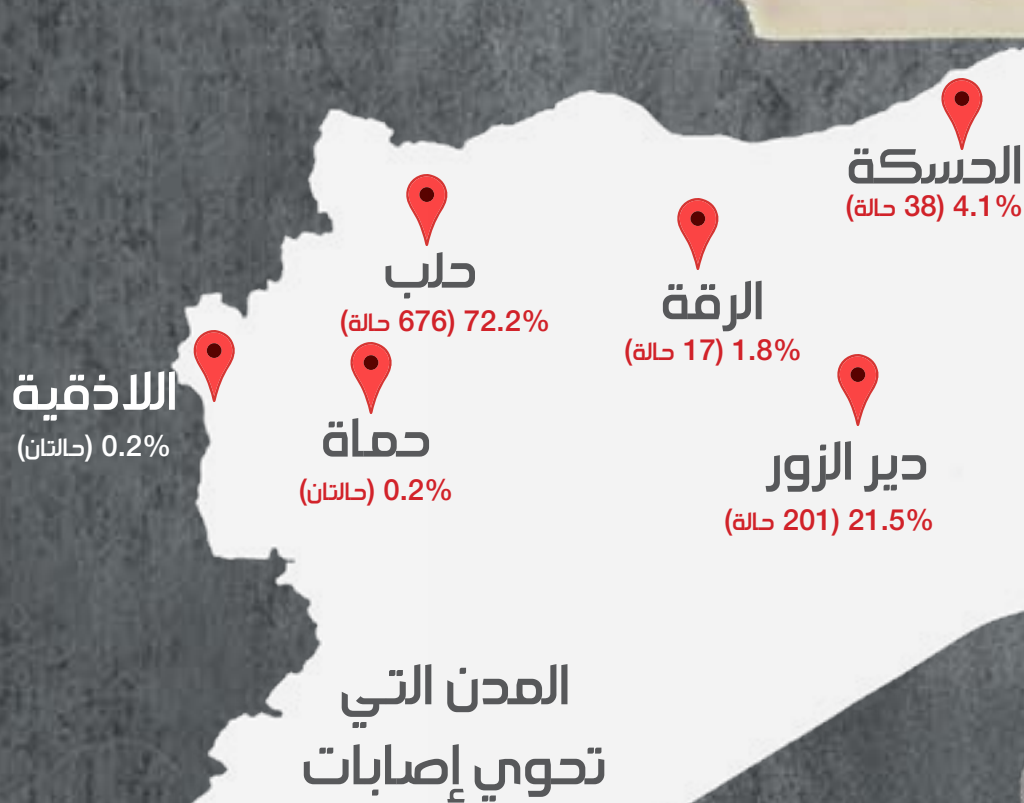 الحسكة
4.1% (38 حالة)
حلب
72.2% (676 حالة)
الرقة
1.8% (17 حالة)
اللاذقية
0.2% (حالتان)
حماة
0.2% (حالتان)
دير الزور
21.5% (201 حالة)
المدن التي
تحوي إصابات